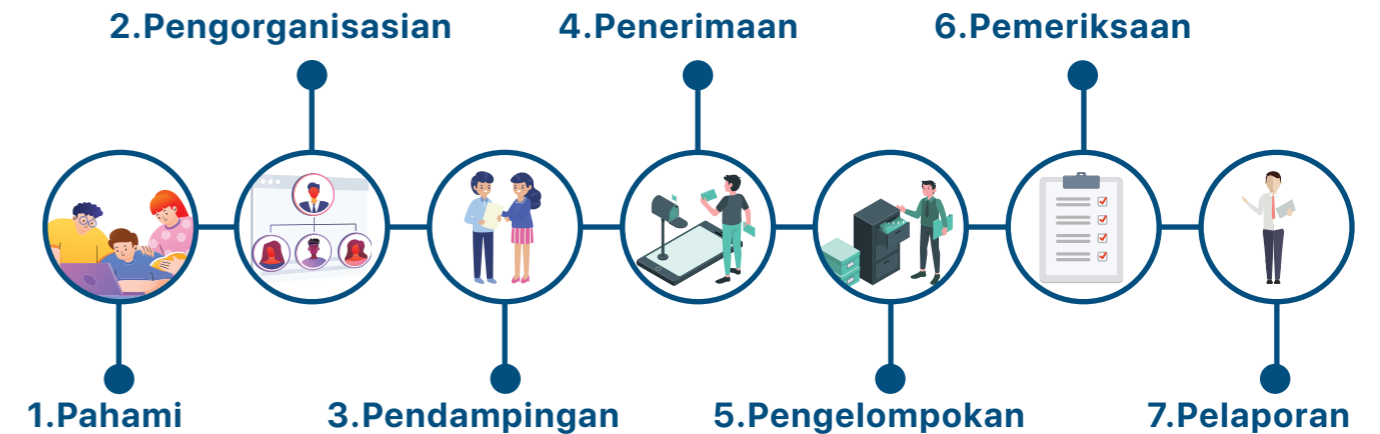 2.Pengorganisasian
4.Penerimaan
6.Pemeriksaan
1.Pahami
3.Pendampingan
5.Pengelompokan
7.Pelaporan